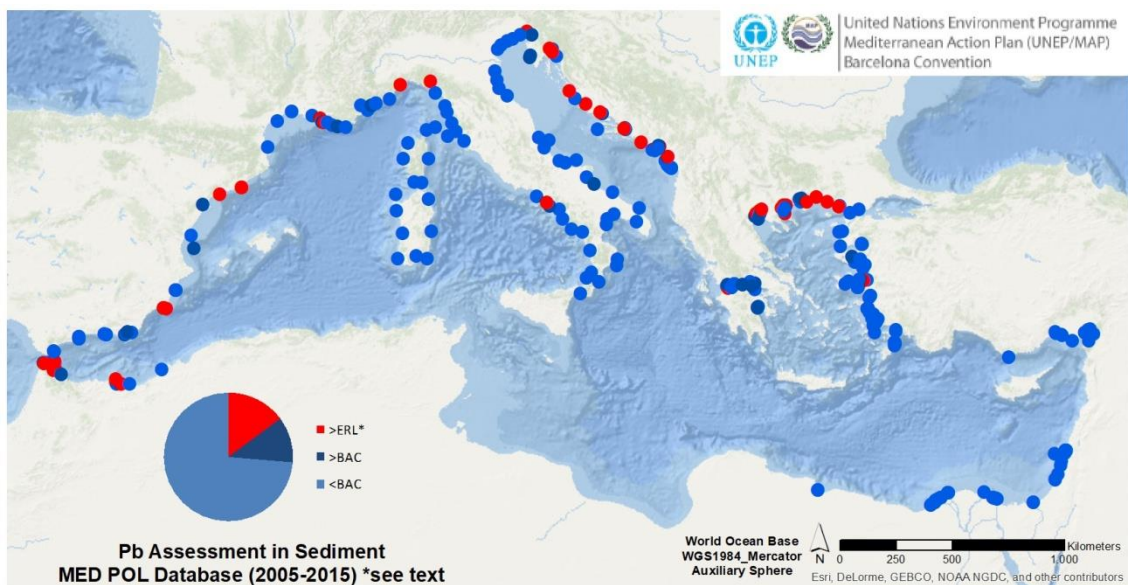 United Nations Environment Programme
Mediterranean Action Plan (UNEP/MAP)
Barcelona Convention
UNEP
>ERL*
>BAC
<BAC
Pb Assessment in Sediment
MED POL Database (2005-2015) *see text
World Ocean Base
WGS1984_Mercator
Auxiliary Sphere
N
Kilometers
0 250 500 1,000
Esri, DeLorme, GEBCO, NOAA NGDC, and other contributors